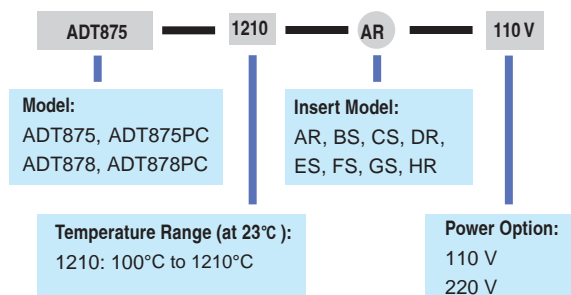 ADT875
1210
AR
110 V
Model:
ADT875, ADT875PC
ADT878, ADT878PC
Insert Model:
AR, BS, CS, DR,
ES, FS, GS, HR
Temperature Range (at 23°C ):
1210: 100°C to 1210°C
Power Option:
110 V
220 V